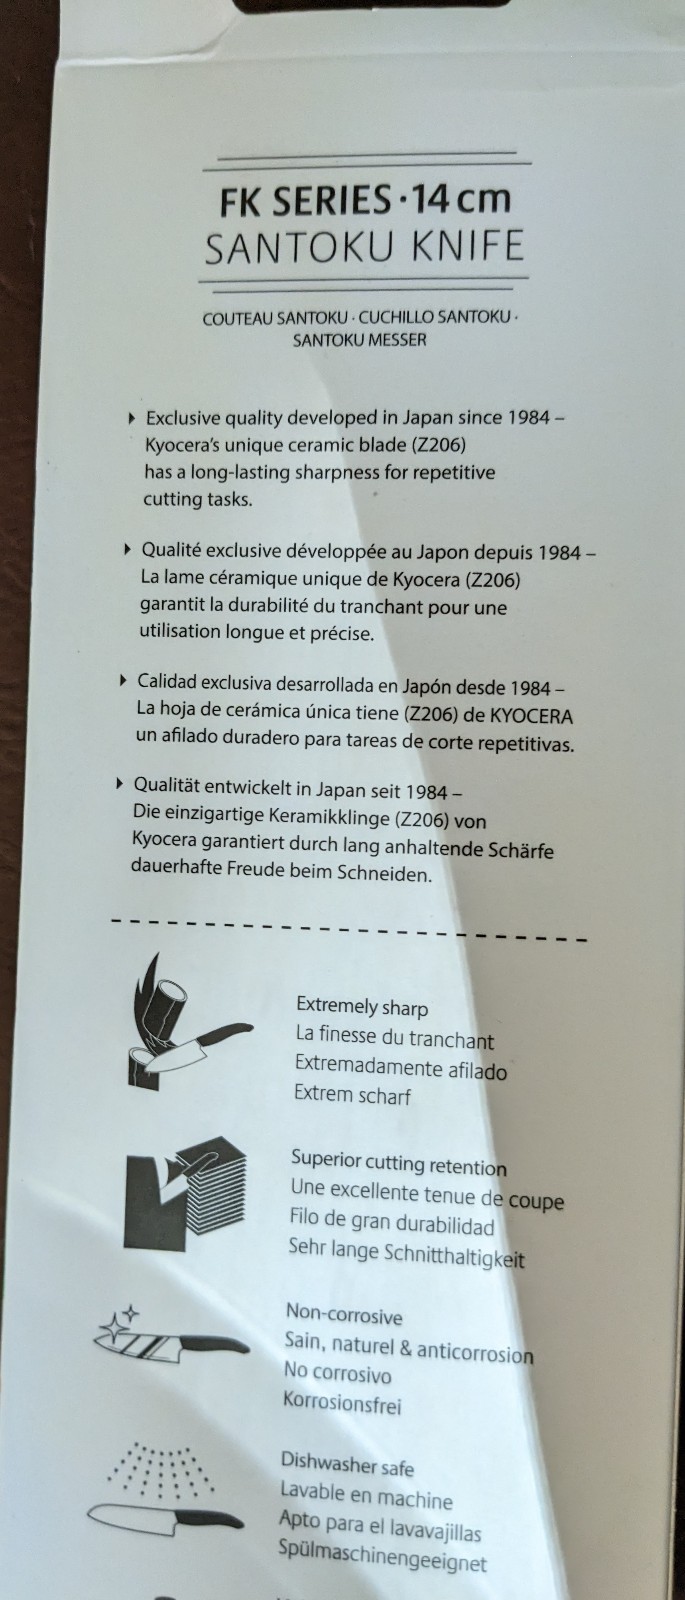 FK SERIES · 14 cm
SANTOKU KNIFE
COUTEAU SANTOKU · CUCHILLO SANTOKU ·
SANTOKU MESSER
Exclusive quality developed in Japan since 1984 –
Kyocera's unique ceramic blade (Z206)
has a long-lasting sharpness for repetitive
cutting tasks.
Qualité exclusive développée au Japon depuis 1984 –
La lame céramique unique de Kyocera (Z206)
garantit la durabilité du tranchant pour une
utilisation longue et précise.
Calidad exclusiva desarrollada en Japón desde 1984 –
La hoja de cerámica única tiene (Z206) de KYOCERA
un afilado duradero para tareas de corte repetitivas.
Qualität entwickelt in Japan seit 1984 –
Die einzigartige Keramikklinge (Z206) von
Kyocera garantiert durch lang anhaltende Schärfe
dauerhafte Freude beim Schneiden.
Extremely sharp
La finesse du tranchant
Extremadamente afilado
Extrem scharf
Superior cutting retention
Une excellente tenue de coupe
Filo de gran durabilidad
Sehr lange Schnitthaltigkeit
Non-corrosive
Sain, naturel & anticorrosion
No corrosivo
Korrosionsfrei
Dishwasher safe
Lavable en machine
Apto para el lavavajillas
Spülmaschinengeeignet